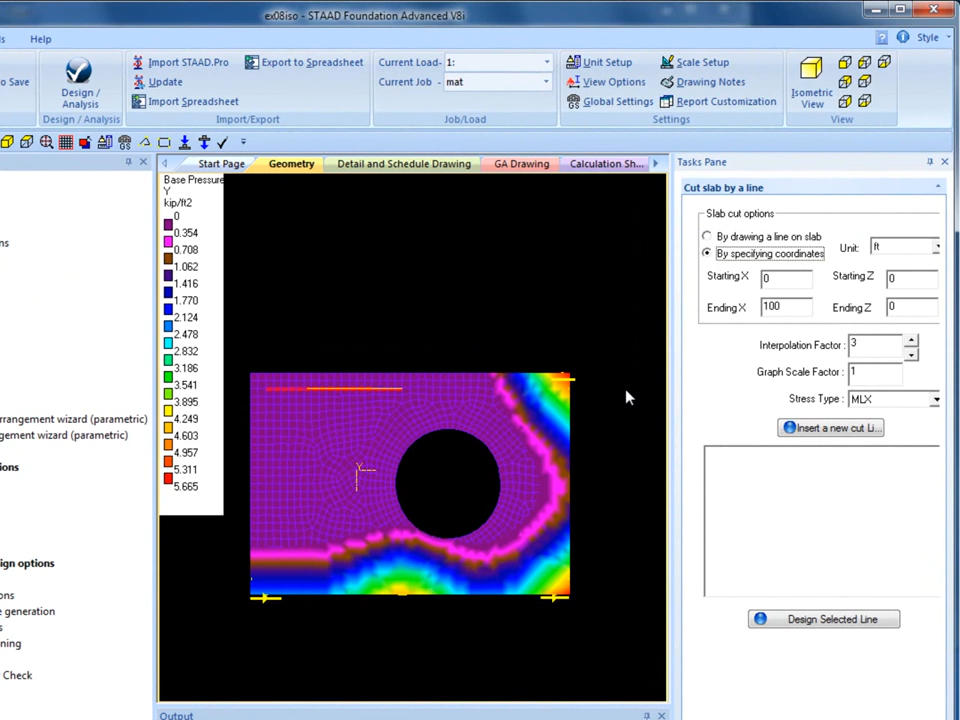 ex08iso - STAAD Foundation Advanced V8i
Help
Style
o Save
Design /
Analysis
Design / Analysis
Import STAAD.Pro
Update
Import Spreadsheet
Export to Spreadsheet
Import/Export
Current Load- 1:
Current Job - mat
Job/Load
Unit Setup
View Options
Global Settings
Scale Setup
Drawing Notes
Report Customization
Settings
Isometric
View
View
Start Page
Geometry
Detail and Schedule Drawing
GA Drawing
Calculation Sh...
Tasks Pane
Base Pressure
Y
kip/ft2
0
0.354
0.708
1.062
1.416
1.770
2.124
2.478
2.832
3.186
3.541
3.895
4.249
4.603
4.957
5.311
5.665
Y
Cut slab by a line
Slab cut options
By drawing a line on slab
By specifying coordinates
Unit: ft
Starting X 0
Starting Z 0
Ending X 100
Ending Z 0
Interpolation Factor : 3
Graph Scale Factor : 1
Stress Type : MLX
Insert a new cut Li...
Design Selected Line
ns
rrangement wizard (parametric)
gement wizard (parametric)
ions
ign options
ons
e generation
s
ning
Check
Output